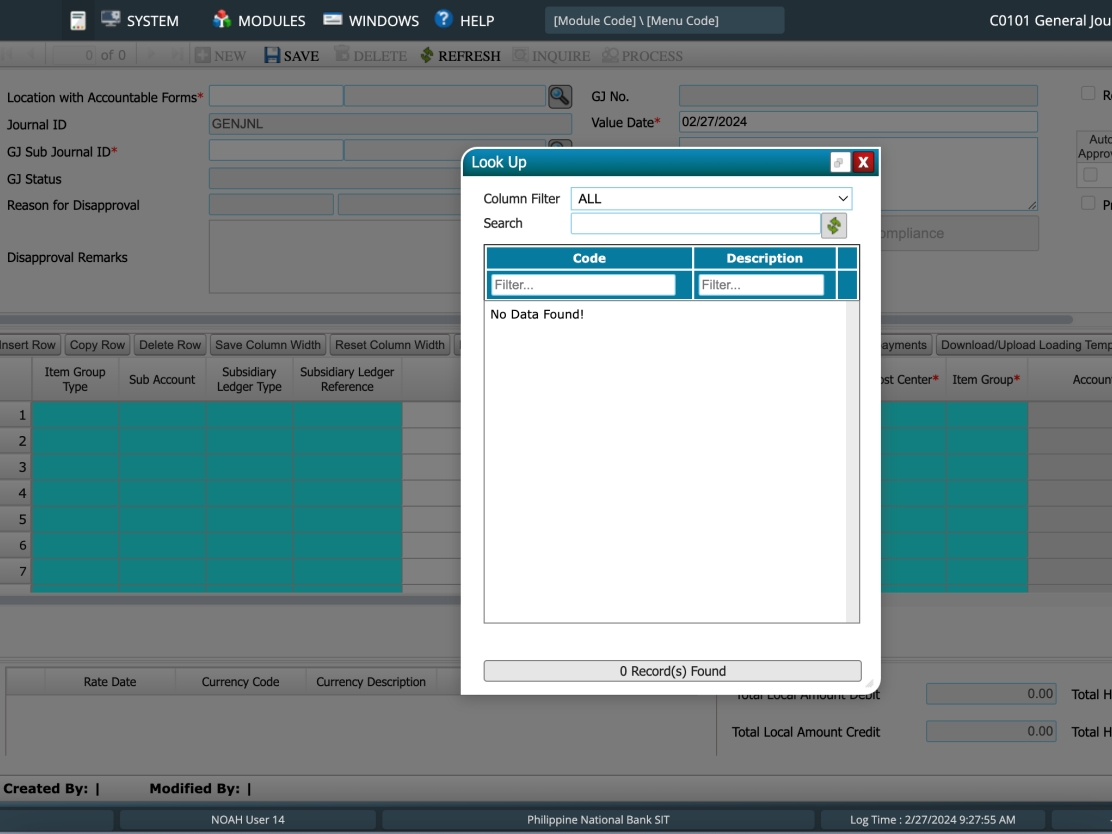 SYSTEM MODULES WINDOWS HELP [Module Code] \ [Menu Code] C0101 General Jou
0 of 0 NEW SAVE DELETE REFRESH INQUIRE PROCESS
Location with Accountable Forms* GJ No. Re
Journal ID GENJNL Value Date* 02/27/2024
GJ Sub Journal ID* Auto
Appro
GJ Status
Reason for Disapproval Pr
Disapproval Remarks ompliance
Look Up X
Column Filter ALL
Search
Code Description
Filter... Filter...
No Data Found!
0 Record(s) Found
Insert Row Copy Row Delete Row Save Column Width Reset Column Width ayments Download/Upload Loading Temp
Item Group Type Sub Account Subsidiary Ledger Type Subsidiary Ledger Reference ost Center* Item Group* Accoun
1
2
3
4
5
6
7
Rate Date Currency Code Currency Description
Total Local Amount Debit 0.00 Total H
Total Local Amount Credit 0.00 Total H
Created By: | Modified By: |
NOAH User 14 Philippine National Bank SIT Log Time : 2/27/2024 9:27:55 AM